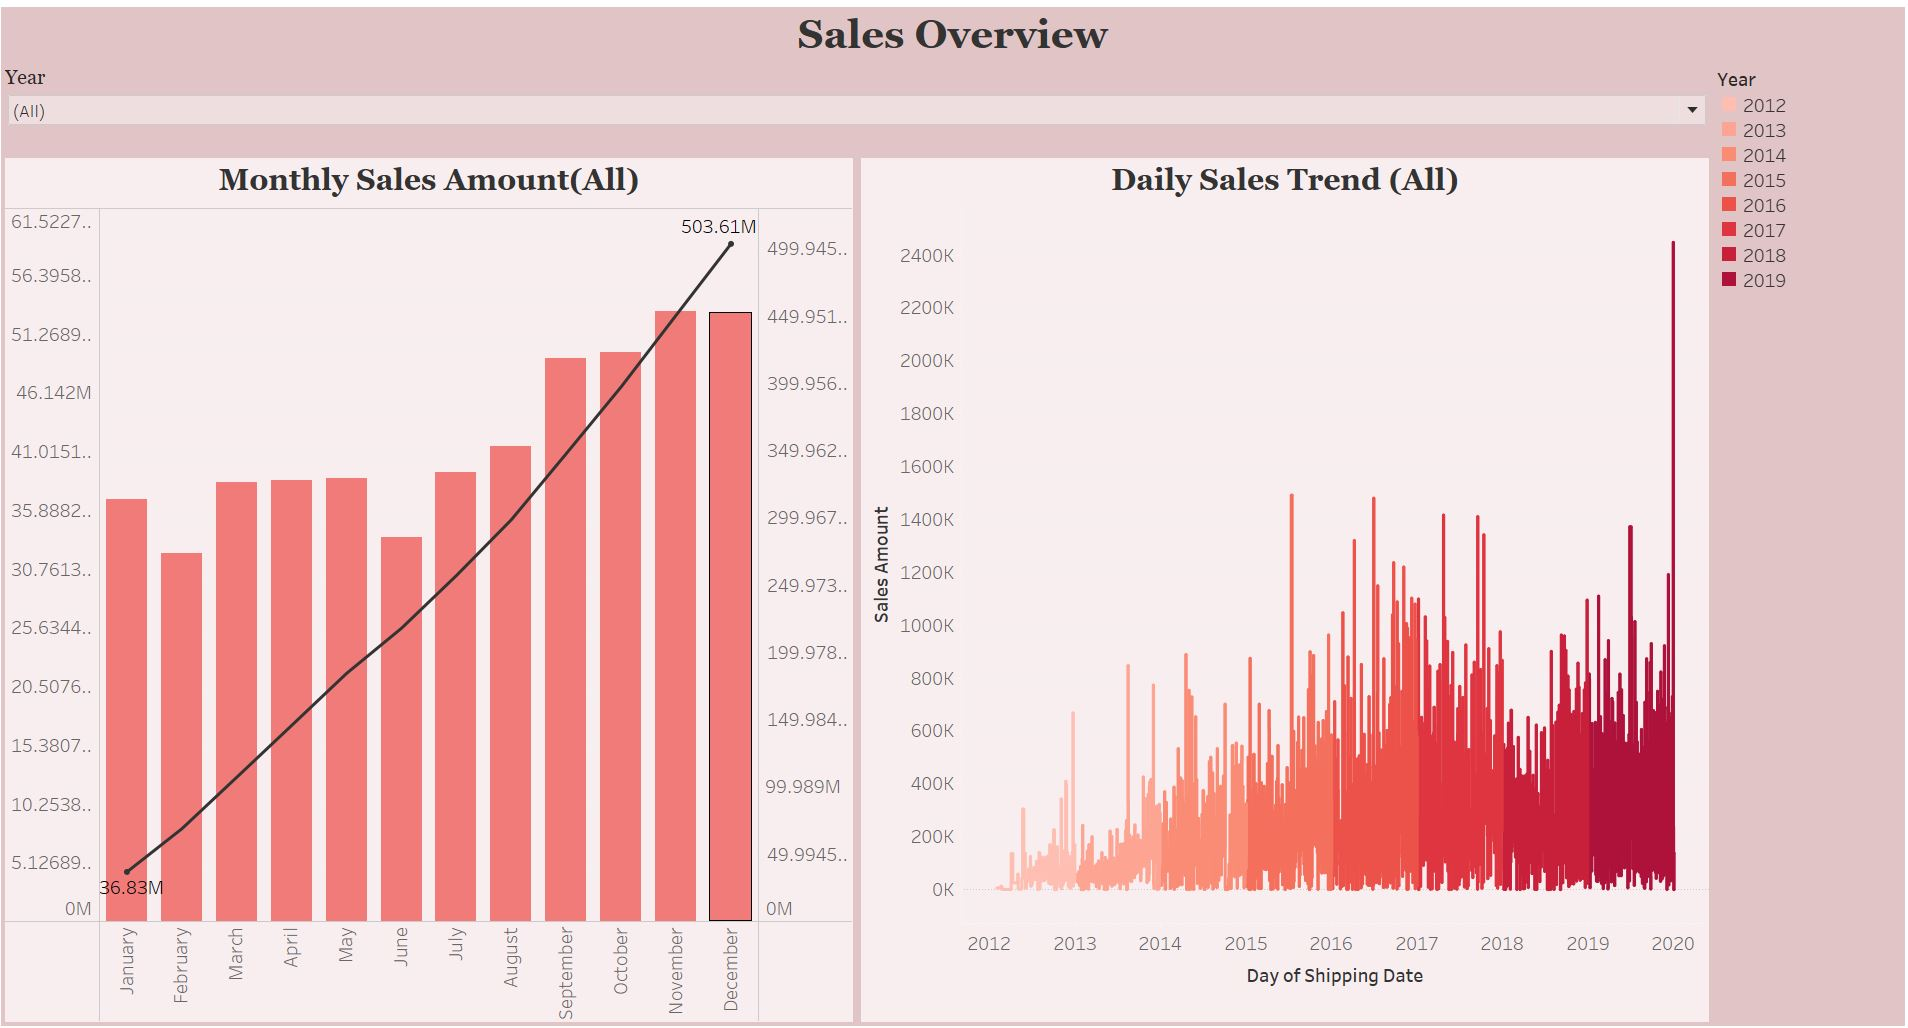 Sales Overview
Year
(All)
Year
2012
2013
2014
2015
2016
2017
2018
2019
Monthly Sales Amount(All)
61.5227..
56.3958..
51.2689..
46.142M
41.0151..
35.8882..
30.7613..
25.6344..
20.5076..
15.3807..
10.2538..
5.12689..
0M
503.61M
36.83M
499.945..
449.951..
399.956..
349.962..
299.967..
249.973..
199.978..
149.984..
99.989M
49.9945..
0M
January
February
March
April
May
June
July
August
September
October
November
December
Daily Sales Trend (All)
Sales Amount
2400K
2200K
2000K
1800K
1600K
1400K
1200K
1000K
800K
600K
400K
200K
0K
2012
2013
2014
2015
2016
2017
2018
2019
2020
Day of Shipping Date